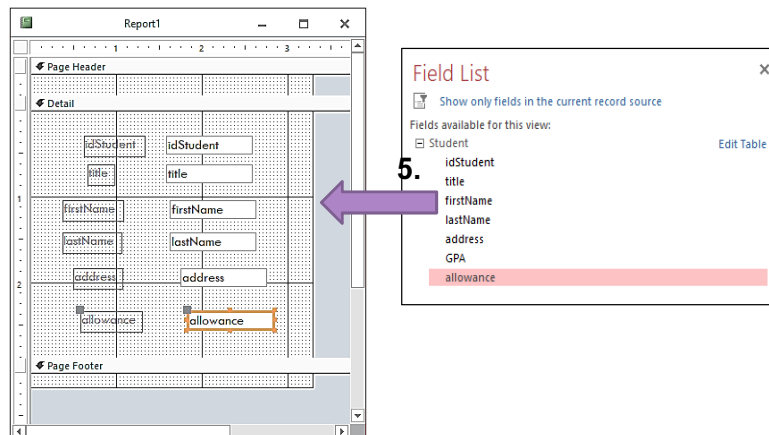 Report1
1 2 3
Page Header
Detail
idStudent idStudent
title title
1
firstName firstName
lastName lastName
address address
2
allowance allowance
Page Footer
5.
Field List
Show only fields in the current record source
Fields available for this view:
Student Edit Table
idStudent
title
firstName
lastName
address
GPA
allowance